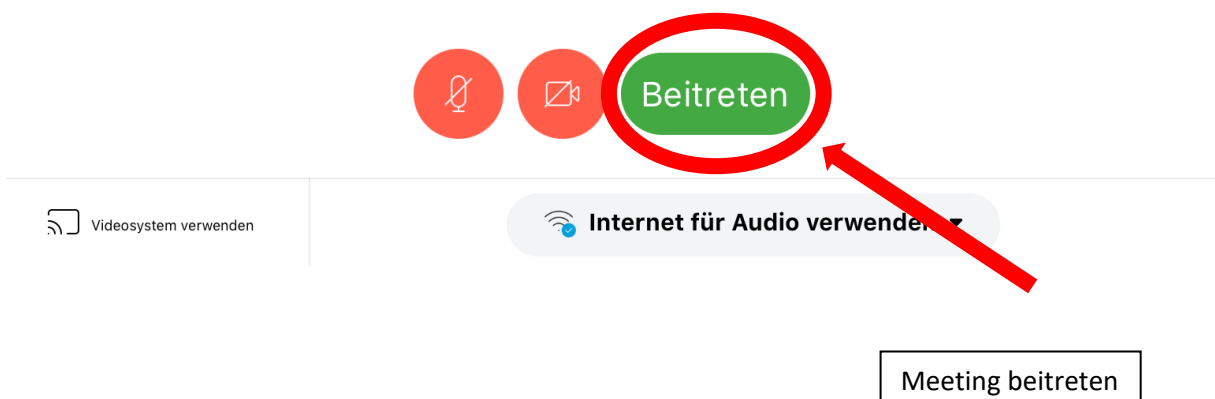 Beitreten
Videosystem verwenden
Internet für Audio verwenden
Meeting beitreten